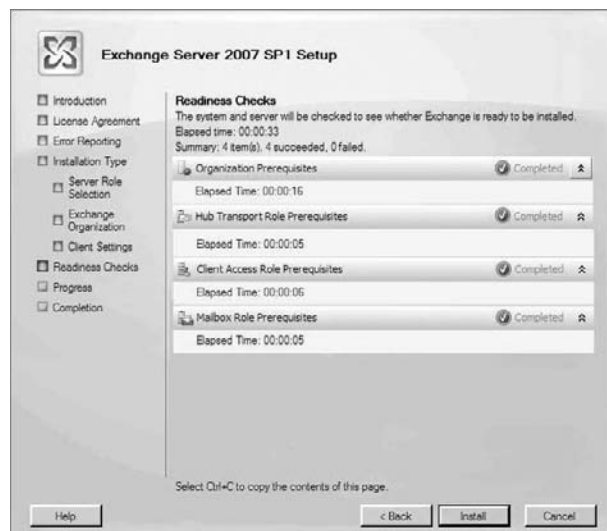 Exchange Server 2007 SP1 Setup
Introduction
License Agreement
Error Reporting
Installation Type
Server Role
Selection
Exchange
Organization
Client Settings
Readiness Checks
Progress
Completion
Readiness Checks
The system and server will be checked to see whether Exchange is ready to be installed.
Elapsed time: 00:00:33
Summary: 4 item(s). 4 succeeded, 0 failed.
Organization Prerequisites Completed
Elapsed Time: 00:00:16
Hub Transport Role Prerequisites Completed
Elapsed Time: 00:00:05
Client Access Role Prerequisites Completed
Elapsed Time: 00:00:06
Mailbox Role Prerequisites Completed
Elapsed Time: 00:00:05
Select Ctrl+C to copy the contents of this page.
Help < Back Install Cancel